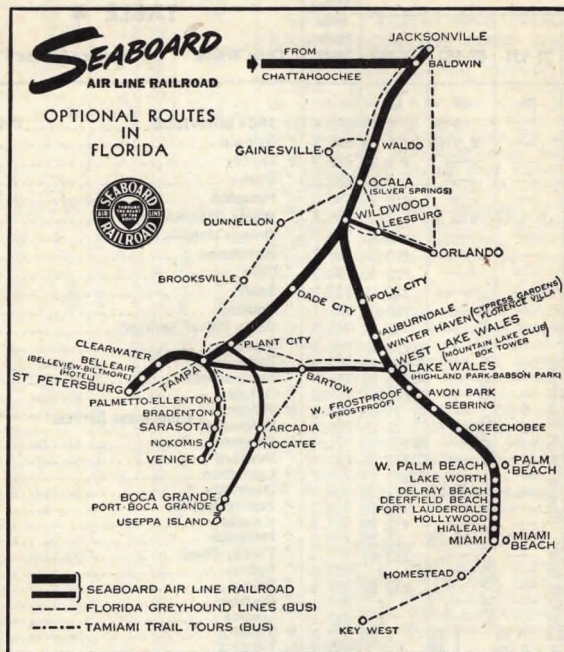 SEABOARD
AIR LINE RAILROAD
OPTIONAL ROUTES
IN
FLORIDA
SEABOARD
AIR LINE
THROUGH
THE HEART
OF THE
SOUTH
RAILROAD
FROM
CHATTAHOOCHEE
JACKSONVILLE
BALDWIN
WALDO
GAINESVILLE
OCALA
(SILVER SPRINGS)
WILDWOOD
LEESBURG
DUNNELLON
ORLANDO
BROOKSVILLE
DADE CITY
POLK CITY
AUBURNDALE
WINTER HAVEN (CYPRESS GARDENS FLORENCE VILLA)
WEST LAKE WALES
(MOUNTAIN LAKE CLUB BOK TOWER)
LAKE WALES
(HIGHLAND PARK-BABSON PARK)
PLANT CITY
CLEARWATER
BELLEAIR
(BELLEVIEW-BILTMORE)
(HOTEL)
ST PETERSBURG
TAMPA
BARTOW
W. FROSTPROOF
(FROSTPROOF)
AVON PARK
SEBRING
OKEECHOBEE
PALMETTO-ELLENTON
BRADENTON
SARASOTA
NOKOMIS
VENICE
ARCADIA
NOCATEE
BOCA GRANDE
PORT BOCA GRANDE
USEPPA ISLAND
W. PALM BEACH
PALM
BEACH
LAKE WORTH
DELRAY BEACH
DEERFIELD BEACH
FORT LAUDERDALE
HOLLYWOOD
HIALEAH
MIAMI
MIAMI
BEACH
HOMESTEAD
KEY WEST
SEABOARD AIR LINE RAILROAD
FLORIDA GREYHOUND LINES (BUS)
TAMIAMI TRAIL TOURS (BUS)